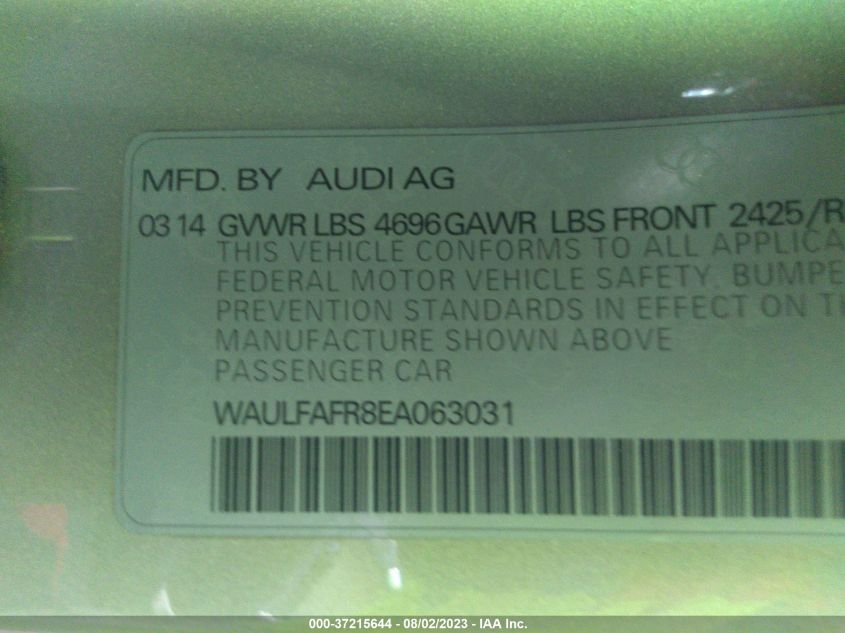 MFD. BY AUDI AG
03 14 GVWR LBS 4696 GAWR LBS FRONT 2425/R
THIS VEHICLE CONFORMS TO ALL APPLICA
FEDERAL MOTOR VEHICLE SAFETY. BUMPE
PREVENTION STANDARDS IN EFFECT ON TH
MANUFACTURE SHOWN ABOVE
PASSENGER CAR
WAULFAFR8EA063031
000-37215644 - 08/02/2023 - IAA Inc.